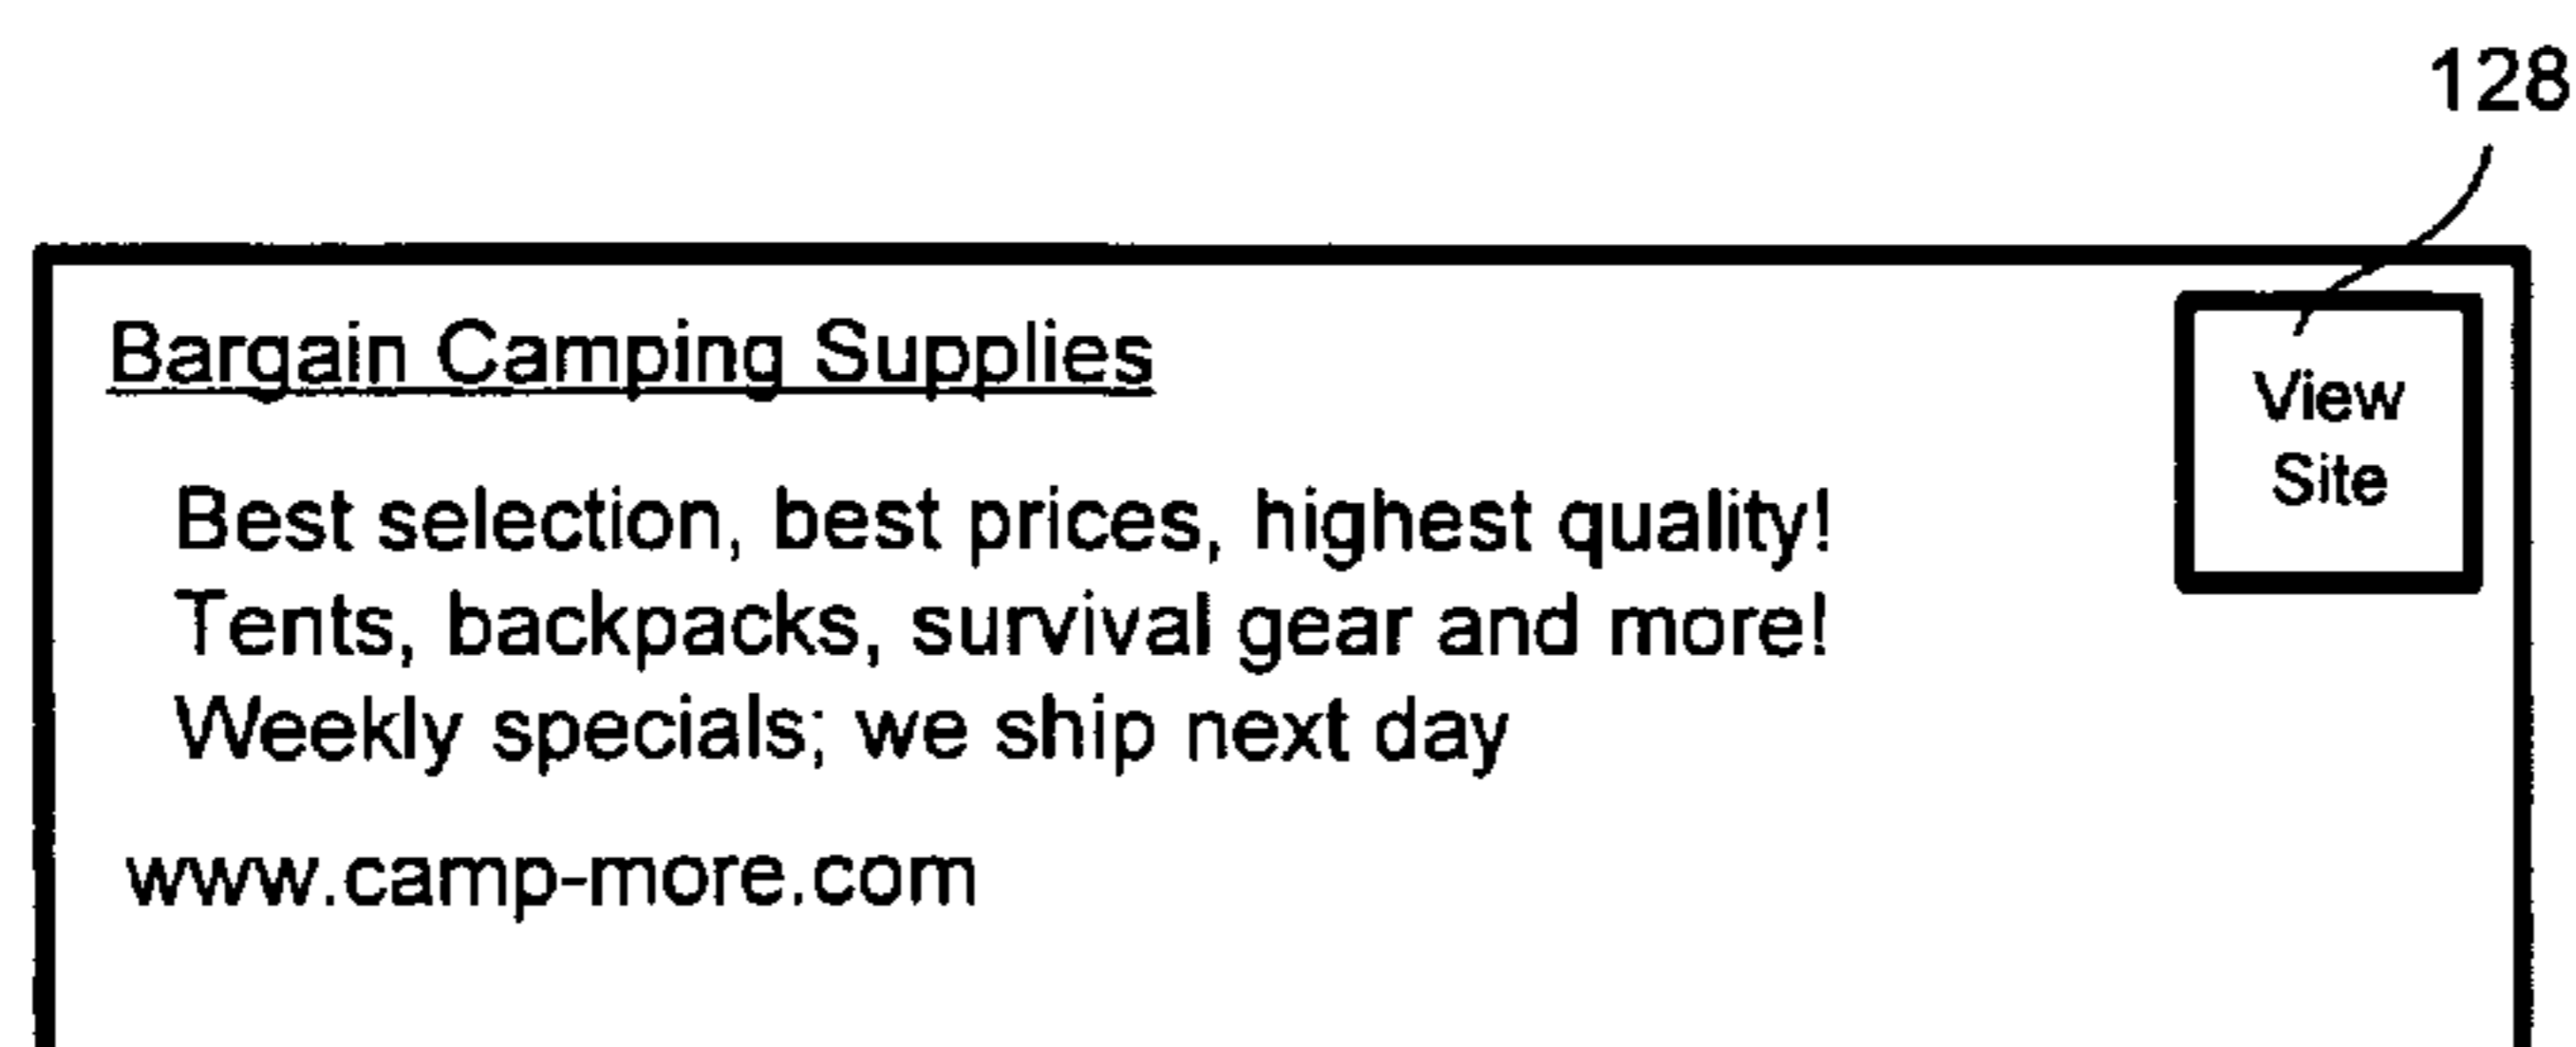 128
Bargain Camping Supplies
View
Site
Best selection, best prices, highest quality!
Tents, backpacks, survival gear and more!
Weekly specials; we ship next day
www.camp-more.com